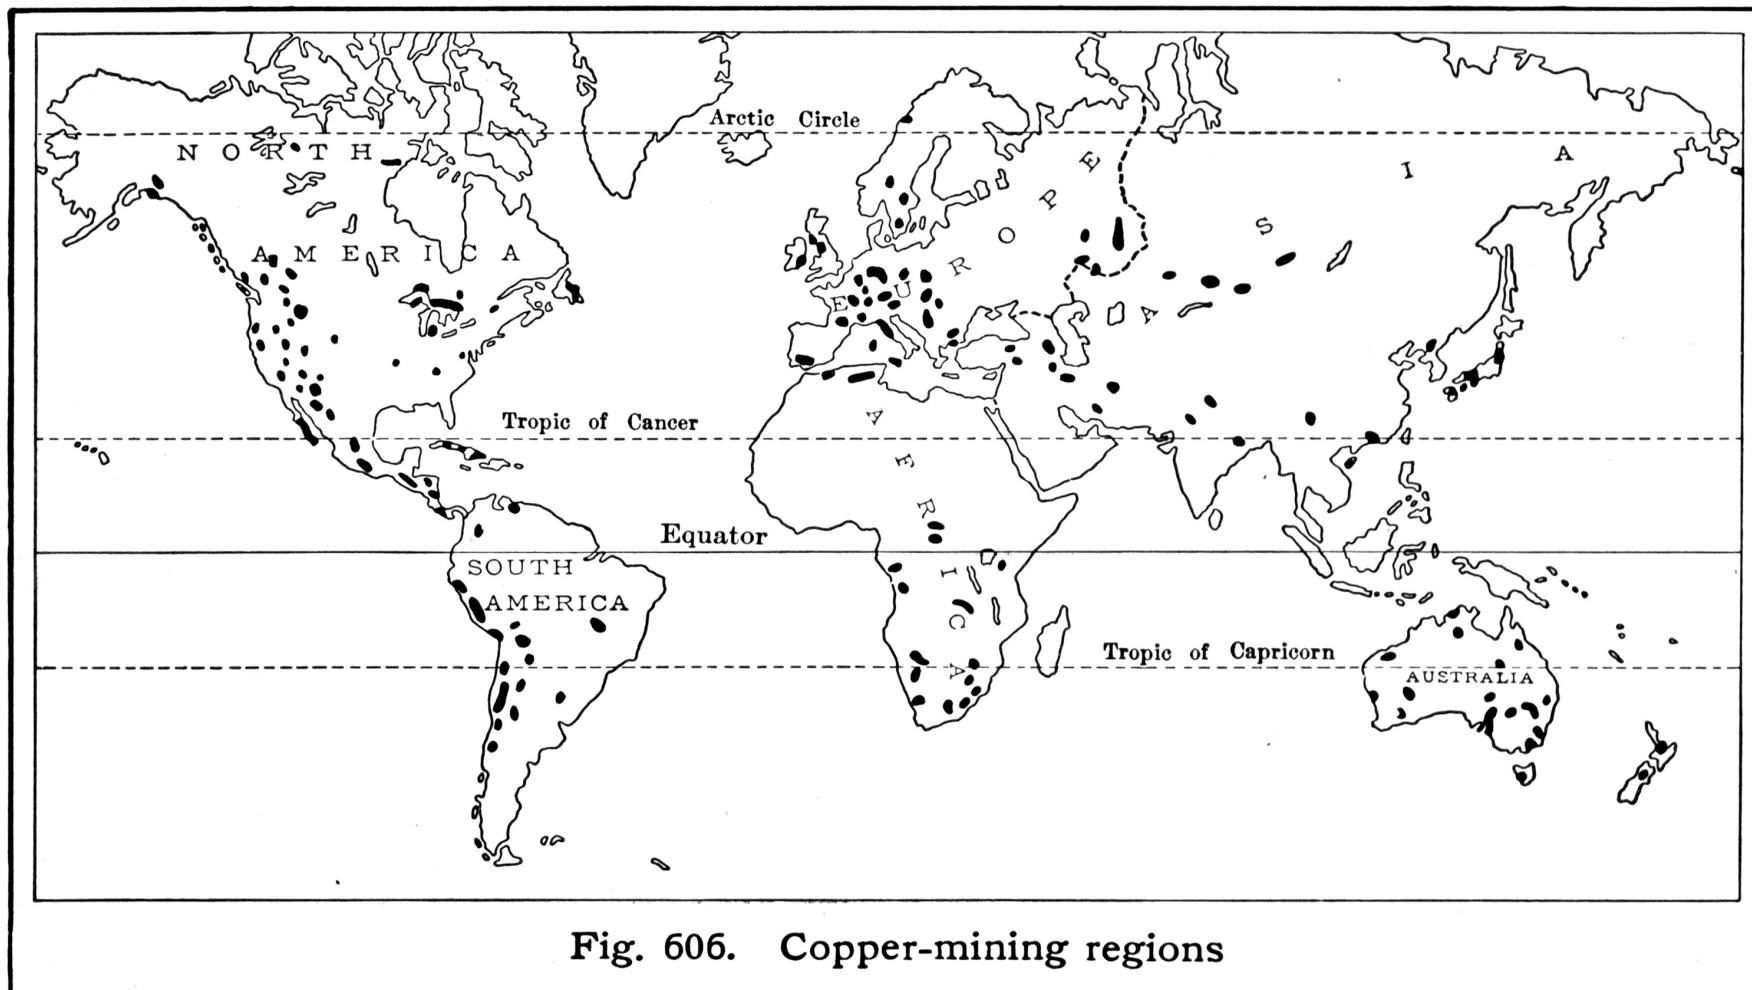 Arctic Circle
NORTH
AMERICA
EUROPE
ASIA
Tropic of Cancer
AFRICA
Equator
SOUTH
AMERICA
Tropic of Capricorn
AUSTRALIA
Fig. 606. Copper-mining regions